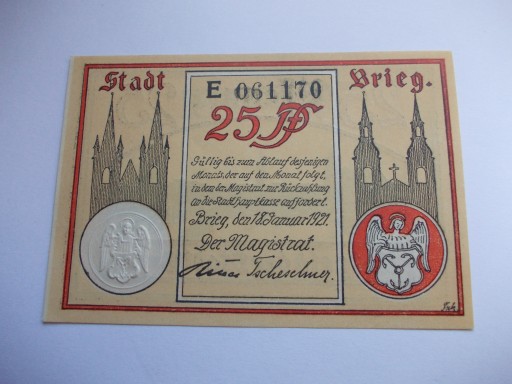 Stadt Brieg.
E 061170
25 Pf
Gültig bis zum Ablauf desjenigen
Monats, der auf den Monat folgt,
in dem der Magistrat zur Rückzahlung
an die Stadthauptkasse auffordert.
Brieg, den 18. Januar 1921.
Der Magistrat.
Tscheschner.